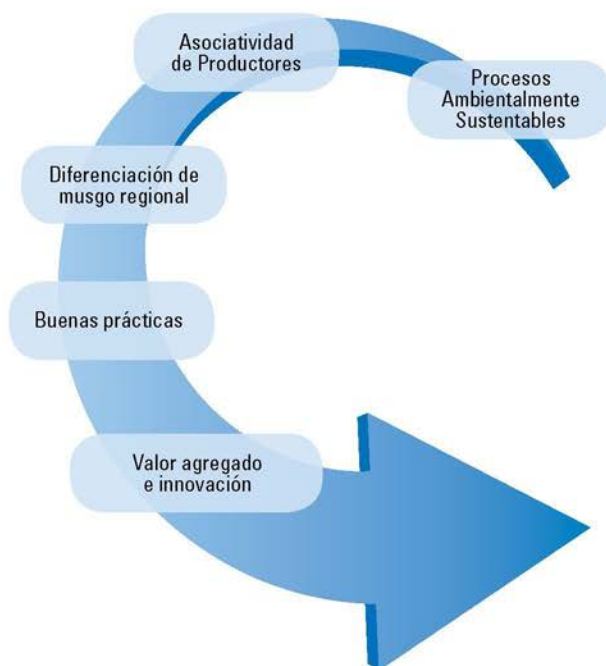 Asociatividad
de Productores
Procesos
Ambientalmente
Sustentables
Diferenciación de
musgo regional
Buenas prácticas
Valor agregado
e innovación